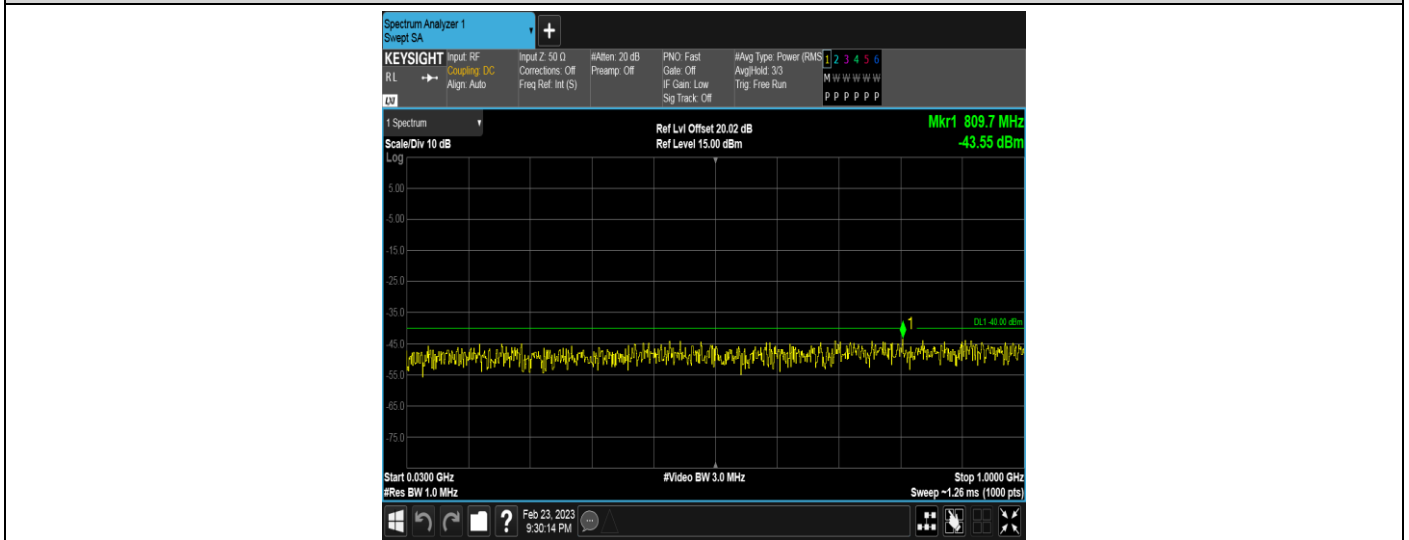 Spectrum Analyzer 1
Swept SA
+
KEYSIGHT
RL
LXI
Input: RF
Coupling: DC
Align: Auto
Input Z: 50 Ω
Corrections: Off
Freq Ref: Int (S)
#Atten: 20 dB
Preamp: Off
PNO: Fast
Gate: Off
IF Gain: Low
Sig Track: Off
#Avg Type: Power (RMS
Avg|Hold: 3/3
Trig: Free Run
1 2 3 4 5 6
M W W W W W
P P P P P P
1 Spectrum
Scale/Div 10 dB
Ref Lvl Offset 20.02 dB
Ref Level 15.00 dBm
Mkr1 809.7 MHz
-43.55 dBm
Log
5.00
-5.00
-15.0
-25.0
-35.0
1
DL1 -40.00 dBm
-45.0
-55.0
-65.0
-75.0
Start 0.0300 GHz
#Video BW 3.0 MHz
Stop 1.0000 GHz
#Res BW 1.0 MHz
Sweep ~1.26 ms (1000 pts)
?
Feb 23, 2023
9:30:14 PM